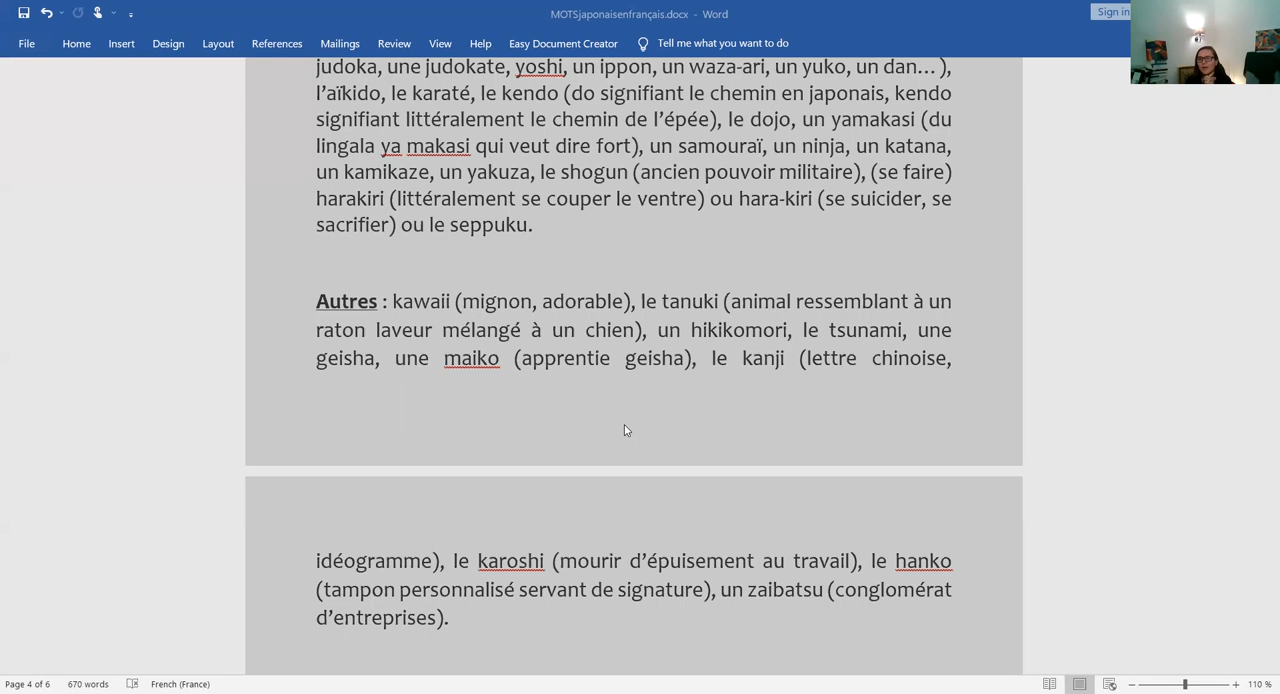 MOTSjaponaisenfrançais.docx - Word
Sign in
File Home Insert Design Layout References Mailings Review View Help Easy Document Creator Tell me what you want to do
judoka, une judokate, yoshi, un ippon, un waza-ari, un yuko, un dan…),
l’aïkido, le karaté, le kendo (do signifiant le chemin en japonais, kendo
signifiant littéralement le chemin de l’épée), le dojo, un yamakasi (du
lingala ya makasi qui veut dire fort), un samouraï, un ninja, un katana,
un kamikaze, un yakuza, le shogun (ancien pouvoir militaire), (se faire)
harakiri (littéralement se couper le ventre) ou hara-kiri (se suicider, se
sacrifier) ou le seppuku.
Autres : kawaii (mignon, adorable), le tanuki (animal ressemblant à un
raton laveur mélangé à un chien), un hikikomori, le tsunami, une
geisha, une maiko (apprentie geisha), le kanji (lettre chinoise,
idéogramme), le karoshi (mourir d’épuisement au travail), le hanko
(tampon personnalisé servant de signature), un zaibatsu (conglomérat
d’entreprises).
Page 4 of 6 670 words French (France) 110 %